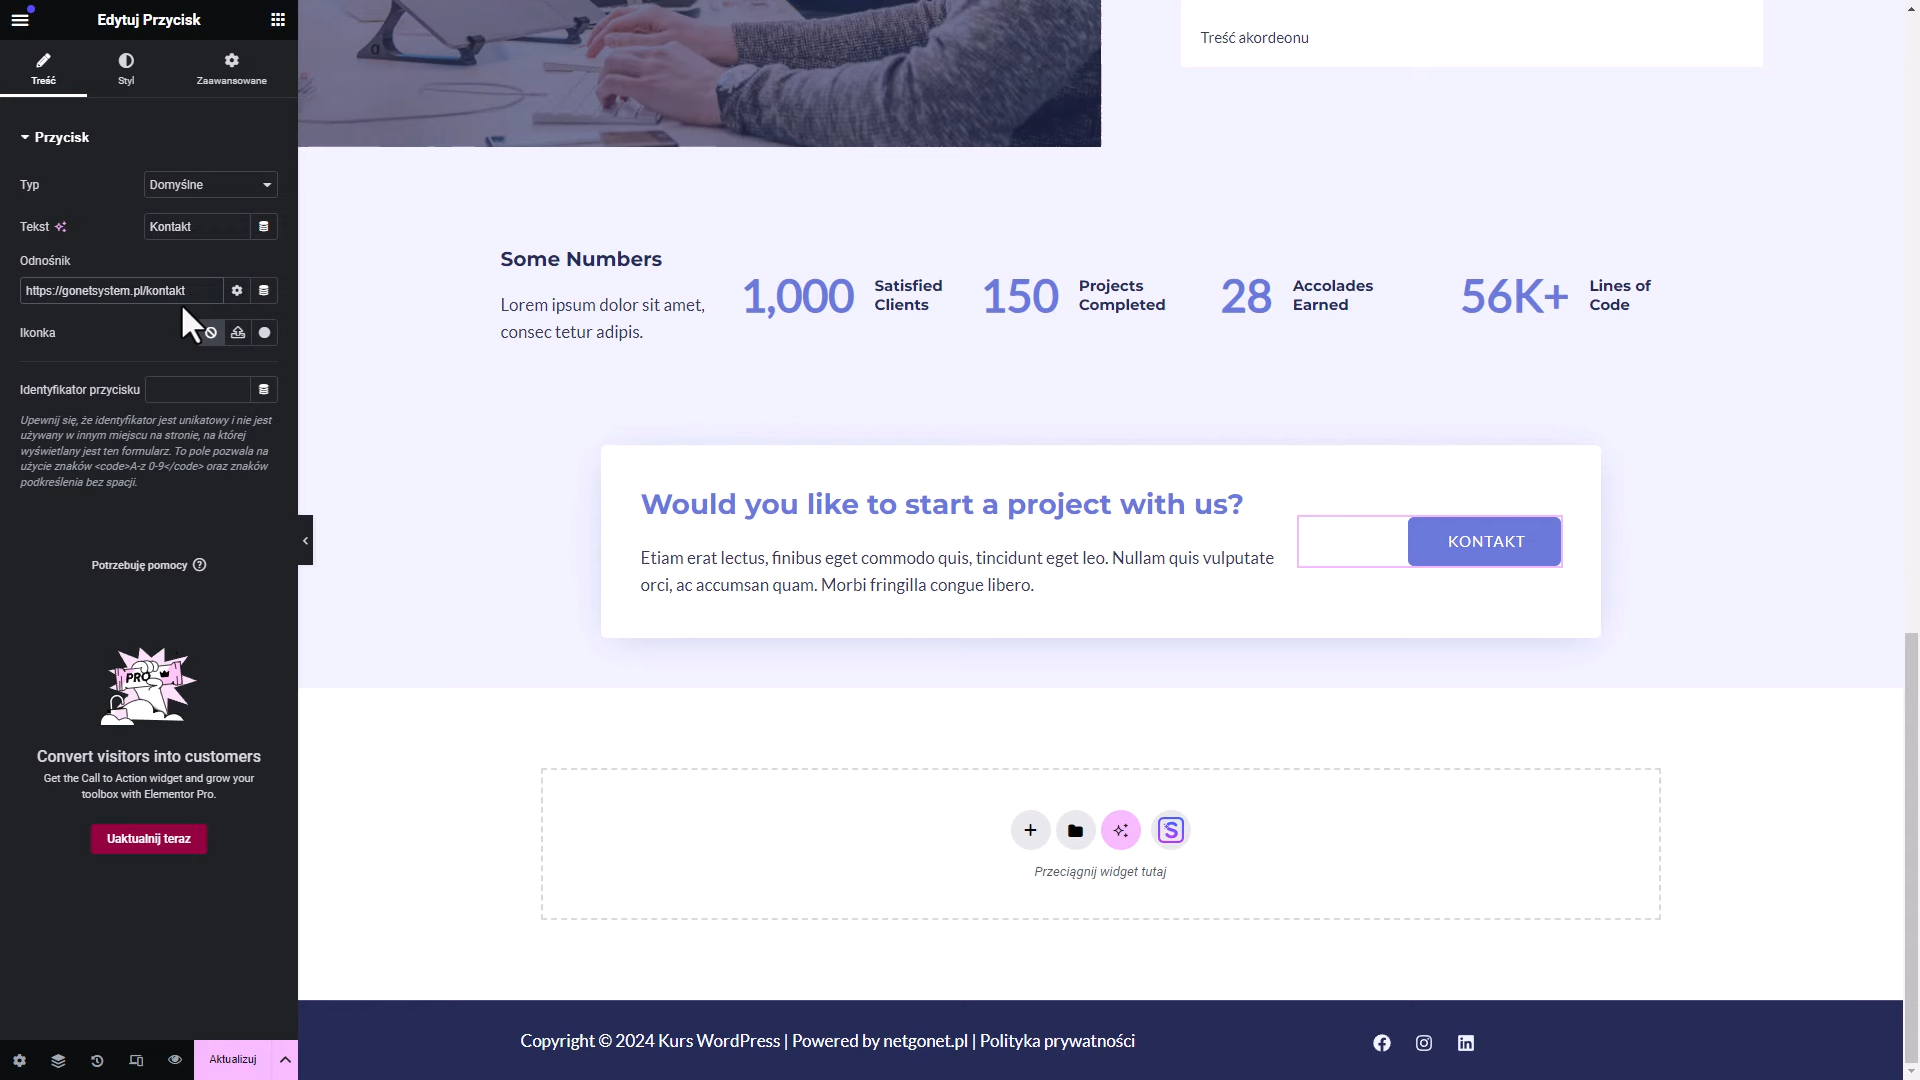 Edytuj Przycisk
Treść
Styl
Zaawansowane
Przycisk
Typ
Domyślne
Tekst
Kontakt
Odnośnik
https://gonetsystem.pl/kontakt
Ikonka
Identyfikator przycisku
Upewnij się, że identyfikator jest unikatowy i nie jest
używany w innym miejscu na stronie, na której
wyświetlany jest ten formularz. To pole pozwala na
użycie znaków <code>A-z 0-9</code> oraz znaków
podkreślenia bez spacji.
Potrzebuję pomocy
PRO
Convert visitors into customers
Get the Call to Action widget and grow your
toolbox with Elementor Pro.
Uaktualnij teraz
Aktualizuj
Treść akordeonu
Some Numbers
Lorem ipsum dolor sit amet,
consec tetur adipis.
1,000
Satisfied
Clients
150
Projects
Completed
28
Accolades
Earned
56K+
Lines of
Code
Would you like to start a project with us?
Etiam erat lectus, finibus eget commodo quis, tincidunt eget leo. Nullam quis vulputate
orci, ac accumsan quam. Morbi fringilla congue libero.
KONTAKT
Przeciągnij widget tutaj
Copyright © 2024 Kurs WordPress | Powered by netgonet.pl | Polityka prywatności